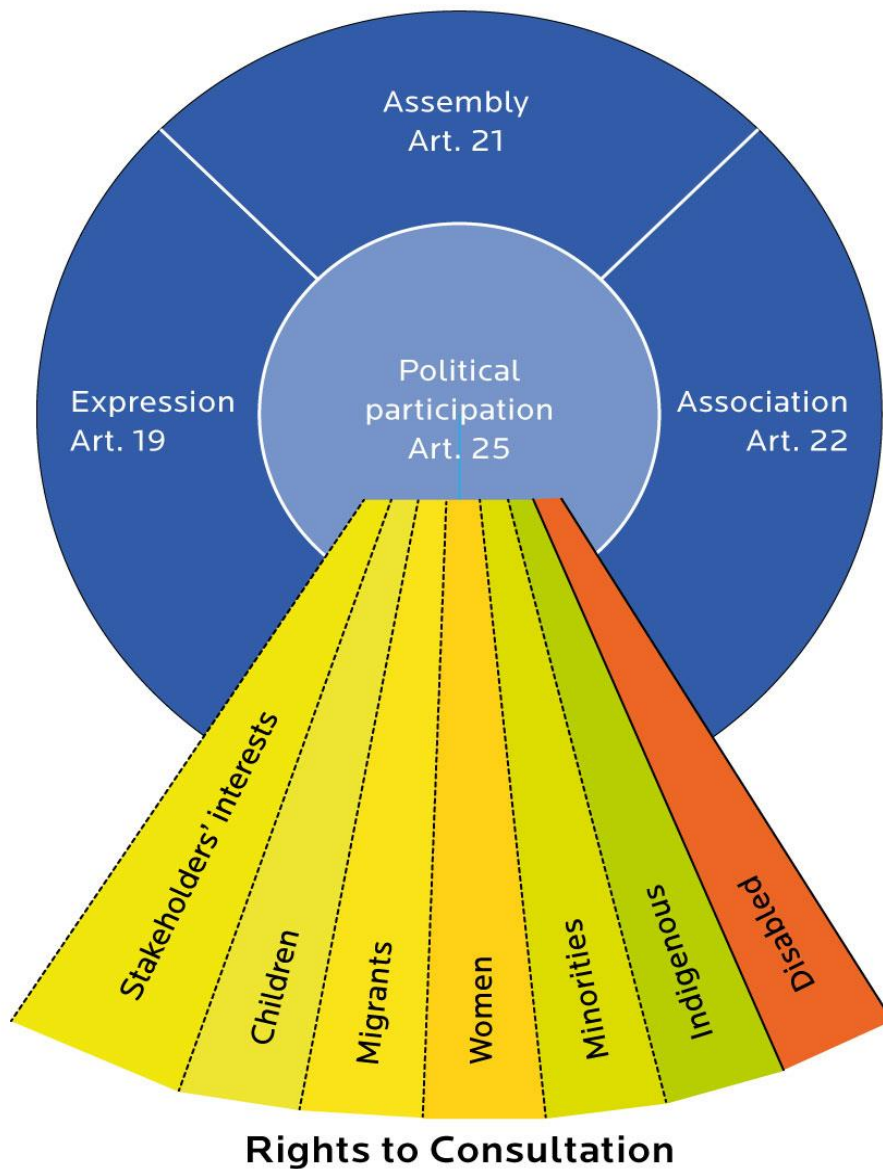 Assembly
Art. 21
Expression
Art. 19
Political
participation
Art. 25
Association
Art. 22
Stakeholders’ interests
Children
Migrants
Women
Minorities
Indigenous
Disabled
Rights to Consultation